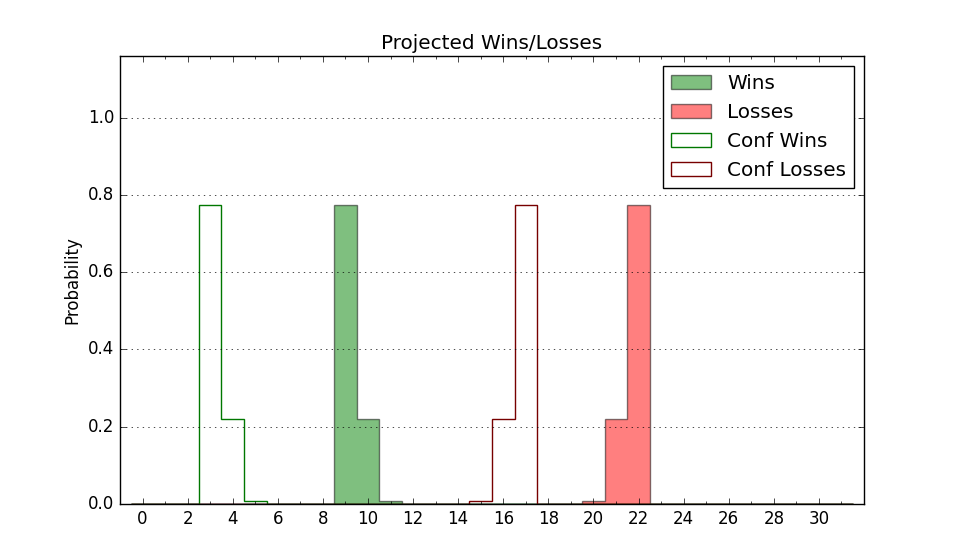 Projected Wins/Losses
Wins
Losses
Conf Wins
Conf Losses
Probability
1.0
0.8
0.6
0.4
0.2
0.0
0 2 4 6 8 10 12 14 16 18 20 22 24 26 28 30